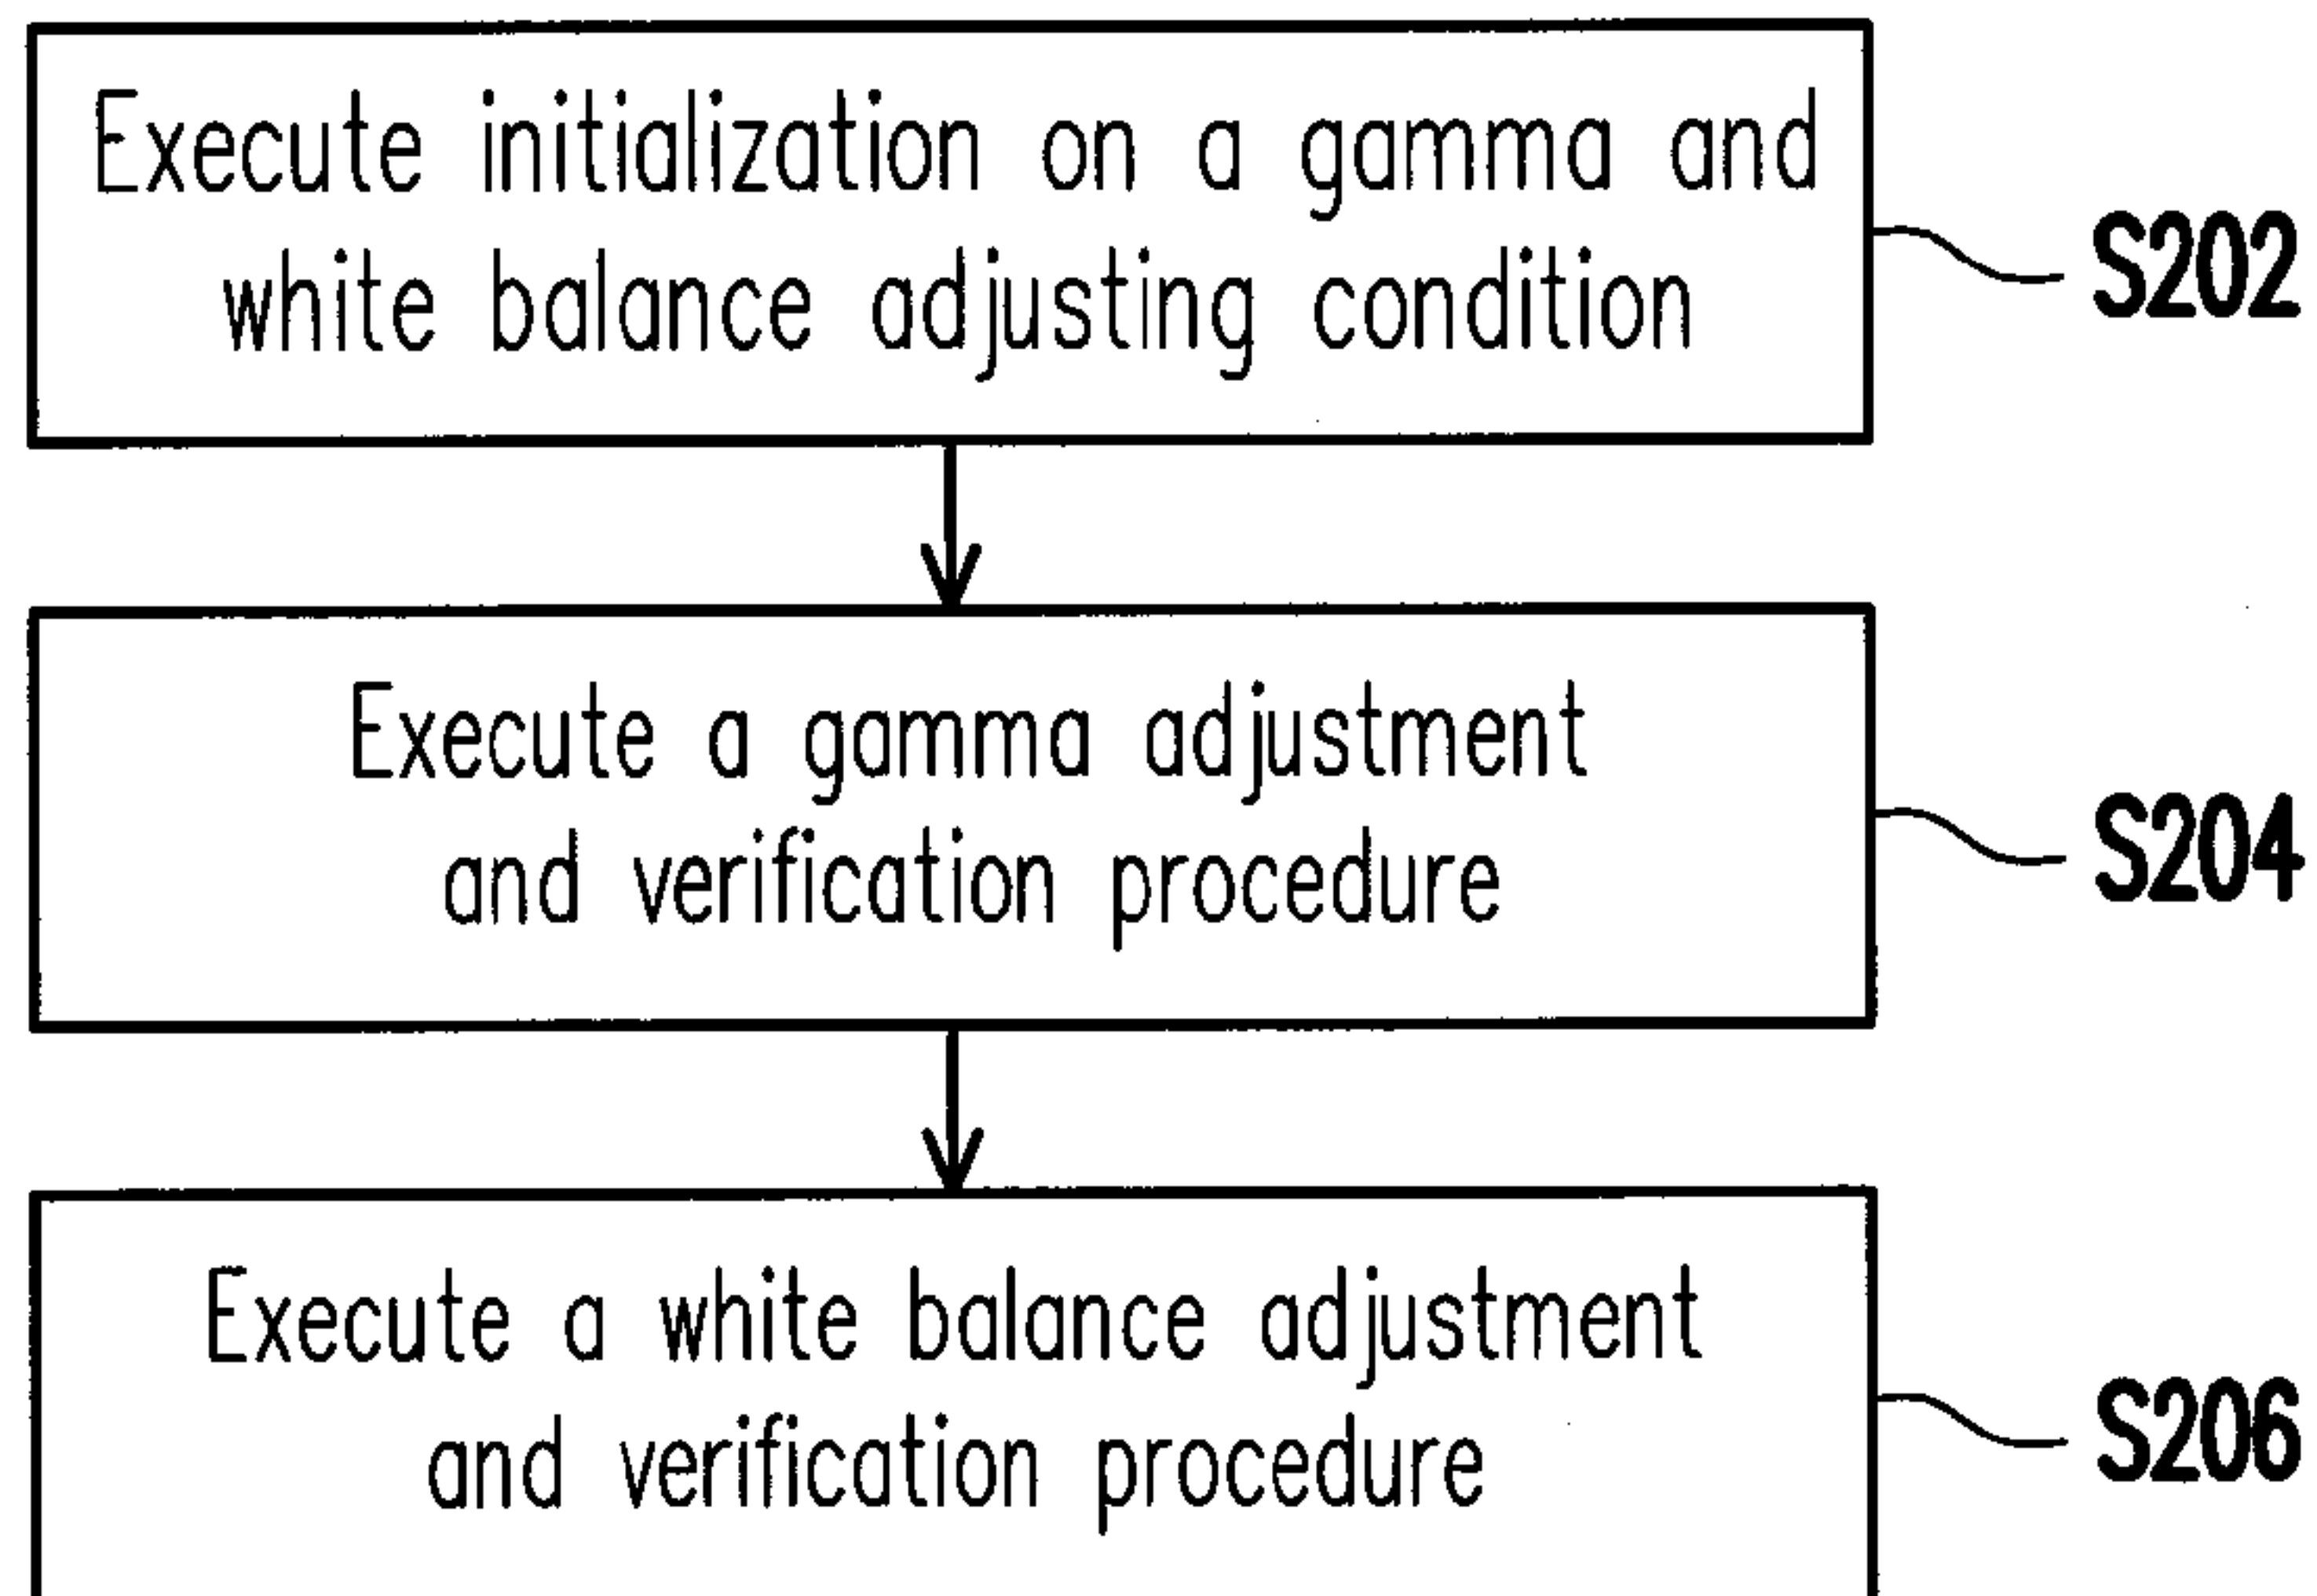 Execute initialization on a gamma and
white balance adjusting condition
S202
Execute a gamma adjustment
and verification procedure
S204
Execute a white balance adjustment
and verification procedure
S206